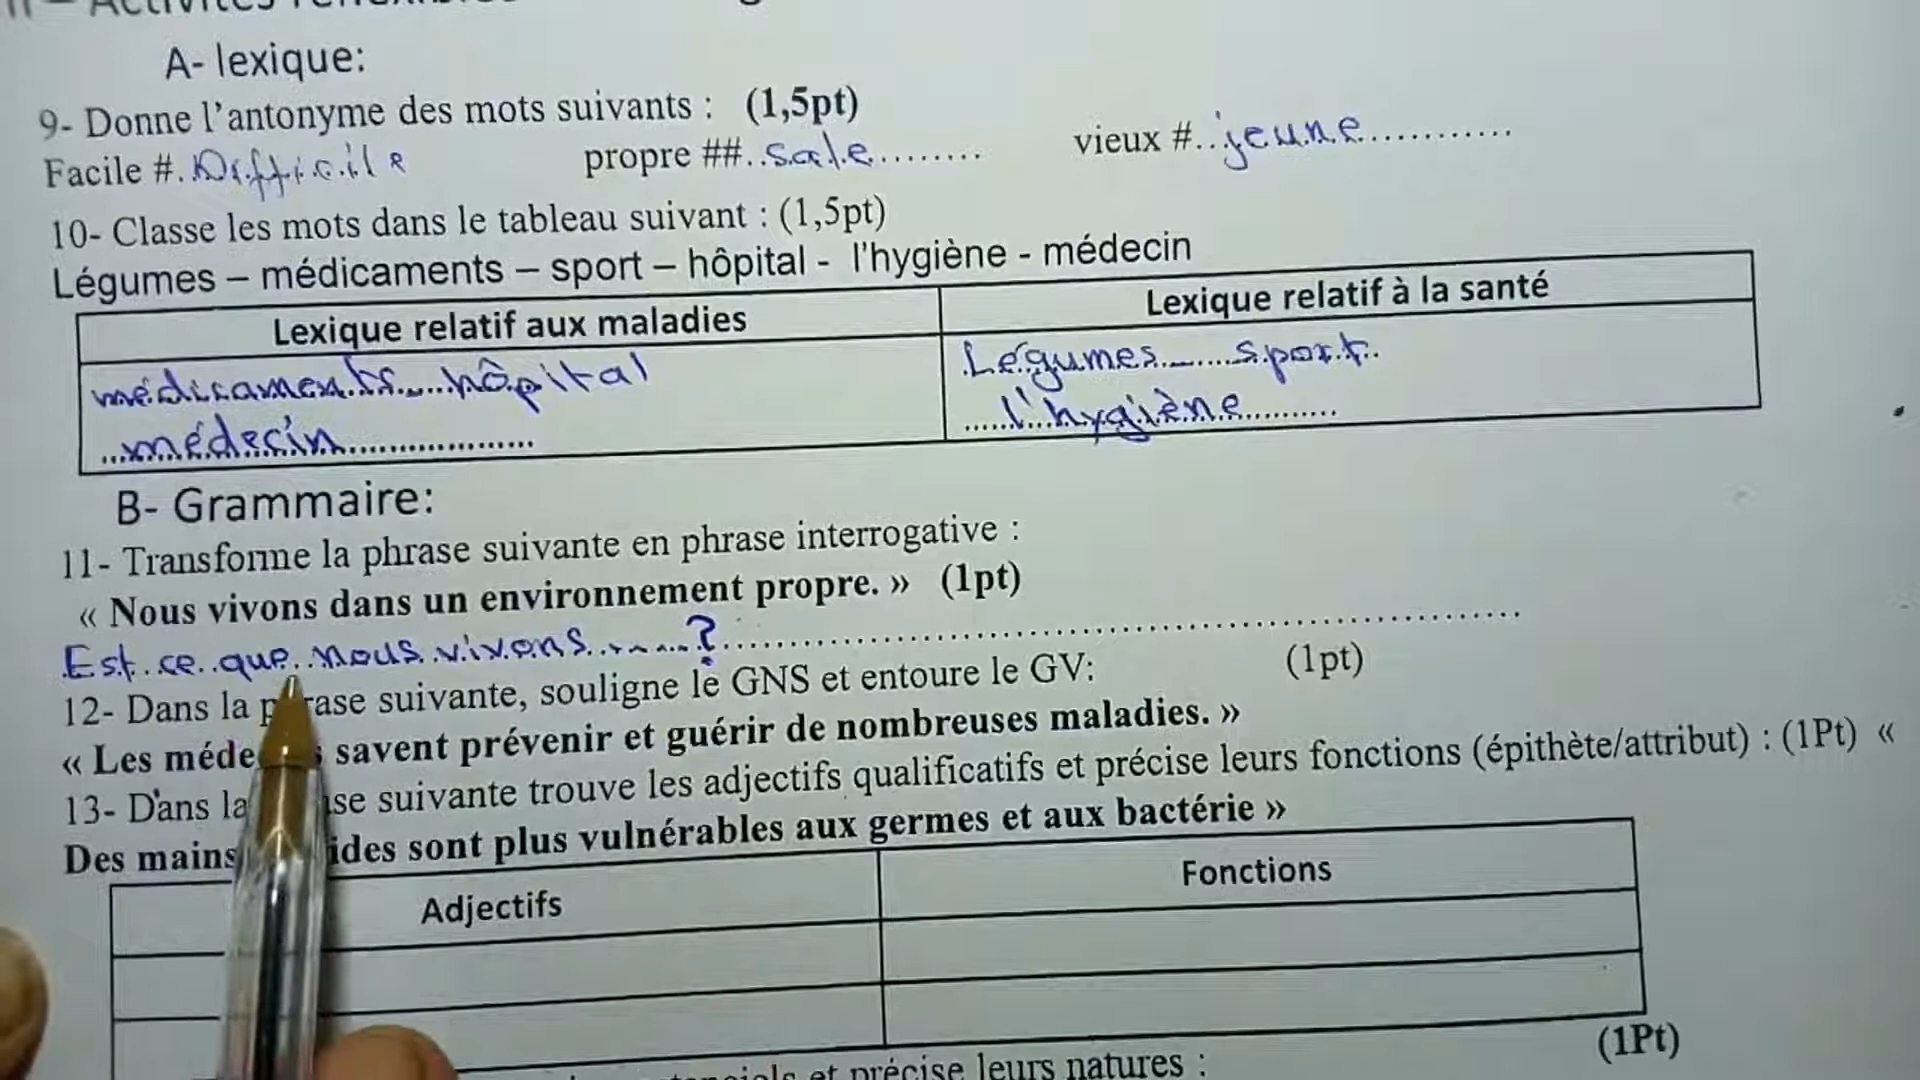 A- lexique:
9- Donne l'antonyme des mots suivants : (1,5pt)
Facile #. Difficile propre ##..sale......... vieux #..jeune............
10- Classe les mots dans le tableau suivant : (1,5pt)
Légumes – médicaments – sport – hôpital - l'hygiène - médecin
Lexique relatif aux maladies Lexique relatif à la santé
médicaments....hôpital Légumes......sport..
...médecin.................. ......l'hygiène...........
B- Grammaire:
11- Transforme la phrase suivante en phrase interrogative :
« Nous vivons dans un environnement propre. » (1pt)
Est ce que nous vivons......?
12- Dans la suivante, souligne le GNS et entoure le GV: (1pt)
« Les savent prévenir et guérir de nombreuses maladies. »
13- Dans la suivante trouve les adjectifs qualificatifs et précise leurs fonctions (épithète/attribut) : (1Pt) «
Des mains sont plus vulnérables aux germes et aux bactérie »
Adjectifs Fonctions
et précise leurs natures : (1Pt)